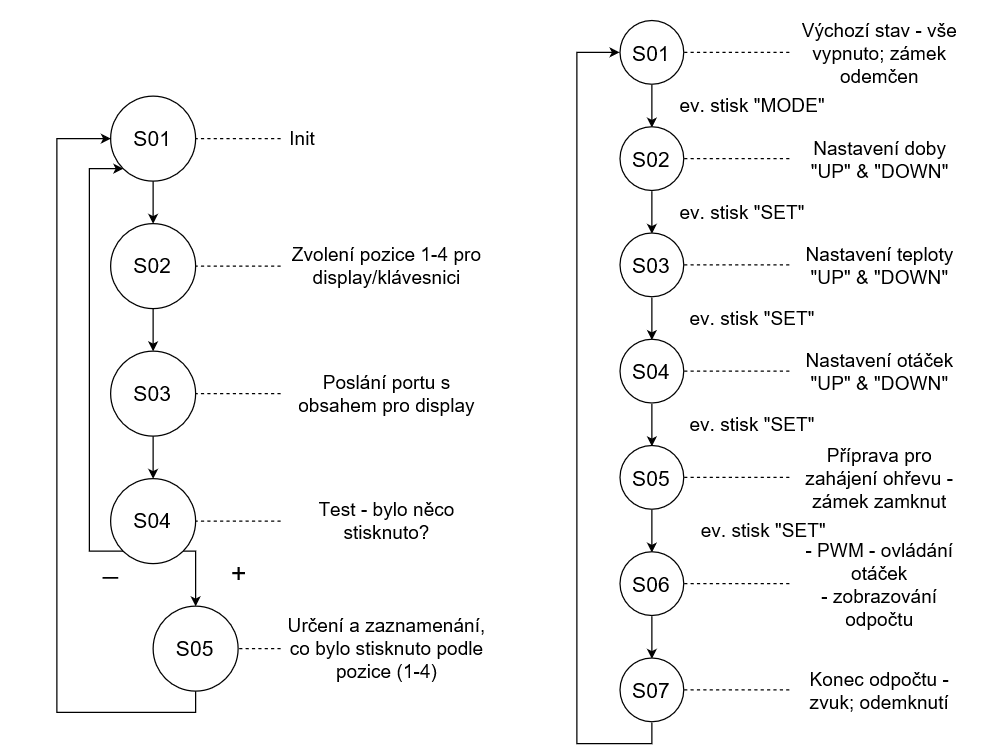 S01
Init
S02
Zvolení pozice 1-4 pro
display/klávesnici
S03
Poslání portu s
obsahem pro display
S04
Test - bylo něco
stisknuto?
–
+
S05
Určení a zaznamenání,
co bylo stisknuto podle
pozice (1-4)
S01
Výchozí stav - vše
vypnuto; zámek
odemčen
ev. stisk "MODE"
S02
Nastavení doby
"UP" & "DOWN"
ev. stisk "SET"
S03
Nastavení teploty
"UP" & "DOWN"
ev. stisk "SET"
S04
Nastavení otáček
"UP" & "DOWN"
ev. stisk "SET"
S05
Příprava pro
zahájení ohřevu -
zámek zamknut
ev. stisk "SET"
S06
- PWM - ovládání
otáček
- zobrazování
odpočtu
S07
Konec odpočtu -
zvuk; odemknutí